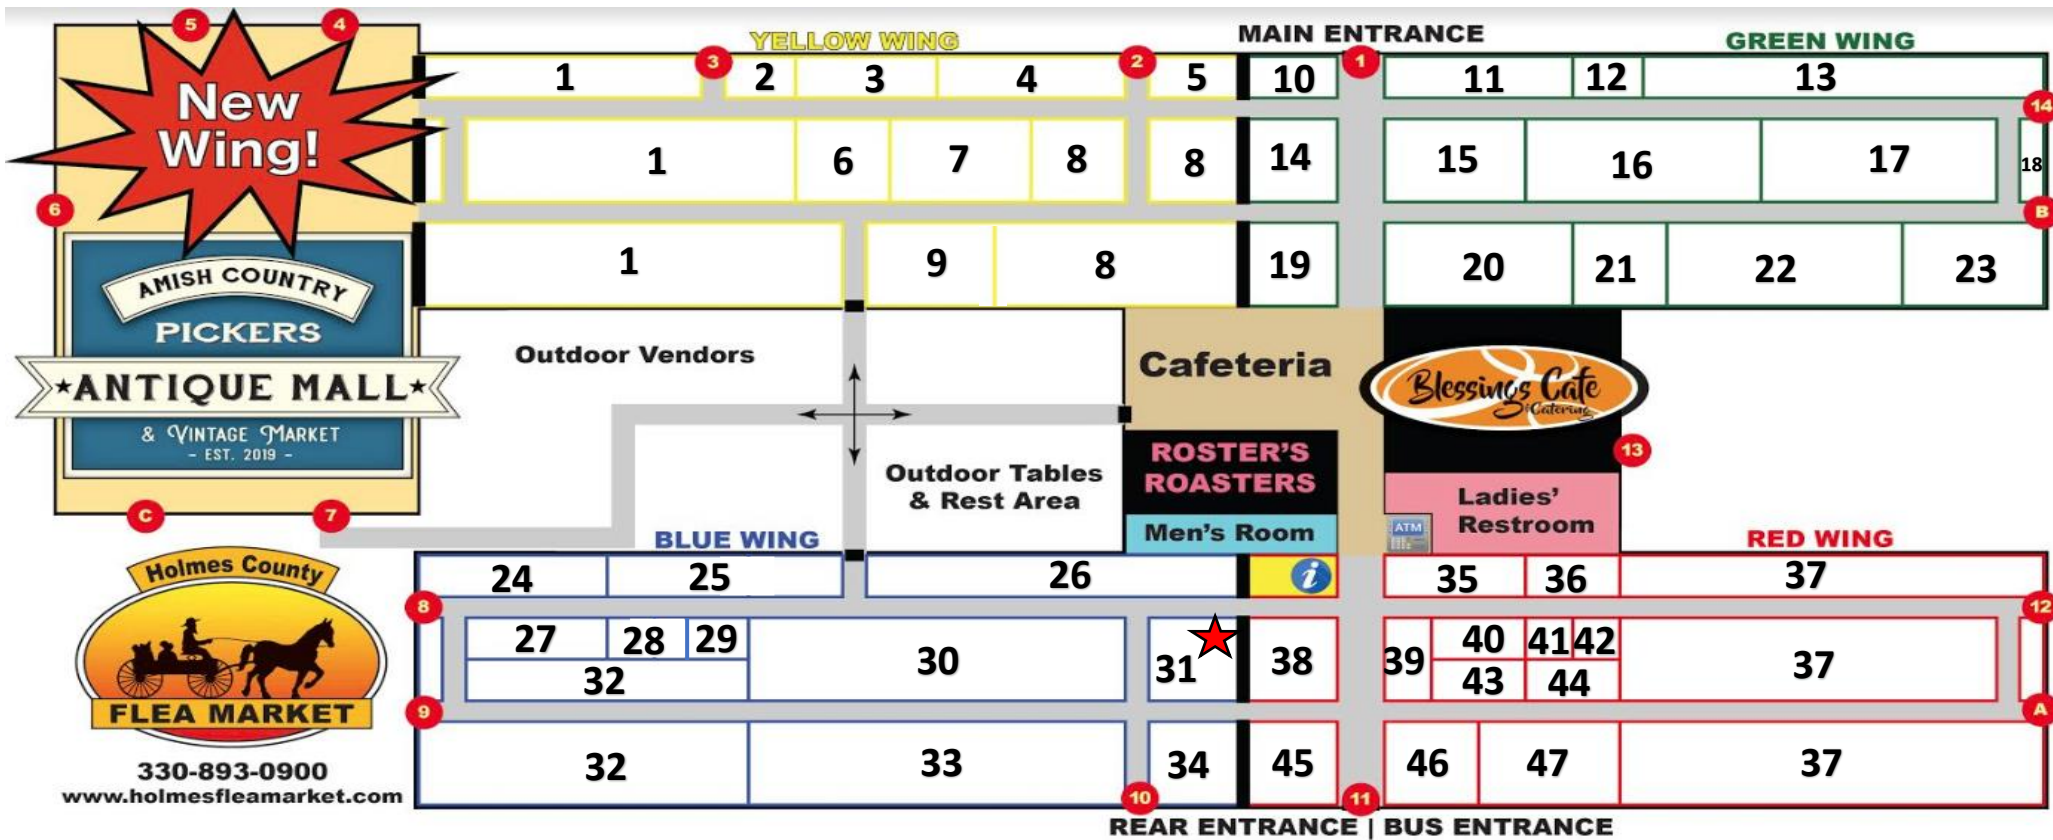 5 4
YELLOW WING MAIN ENTRANCE GREEN WING
New
Wing!
1 3 2 3 4 2 5 10 1 11 12 13
14
1 6 7 8 8 14 15 16 17 18
6 B
1 9 8 19 20 21 22 23
AMISH COUNTRY
PICKERS
★ANTIQUE MALL★
& VINTAGE MARKET
- EST. 2019 -
Outdoor Vendors
Cafeteria
Blessings Cafe
& Catering
ROSTER'S
ROASTERS
13
Outdoor Tables
& Rest Area
Ladies'
Restroom
ATM
Men's Room
C 7
BLUE WING RED WING
24 25 26 i 35 36 37
8 12
27 28 29 30 31 38 39 40 41 42 37
32 43 44
9 A
32 33 34 45 46 47 37
10 11
REAR ENTRANCE | BUS ENTRANCE
Holmes County
FLEA MARKET
330-893-0900
www.holmesfleamarket.com